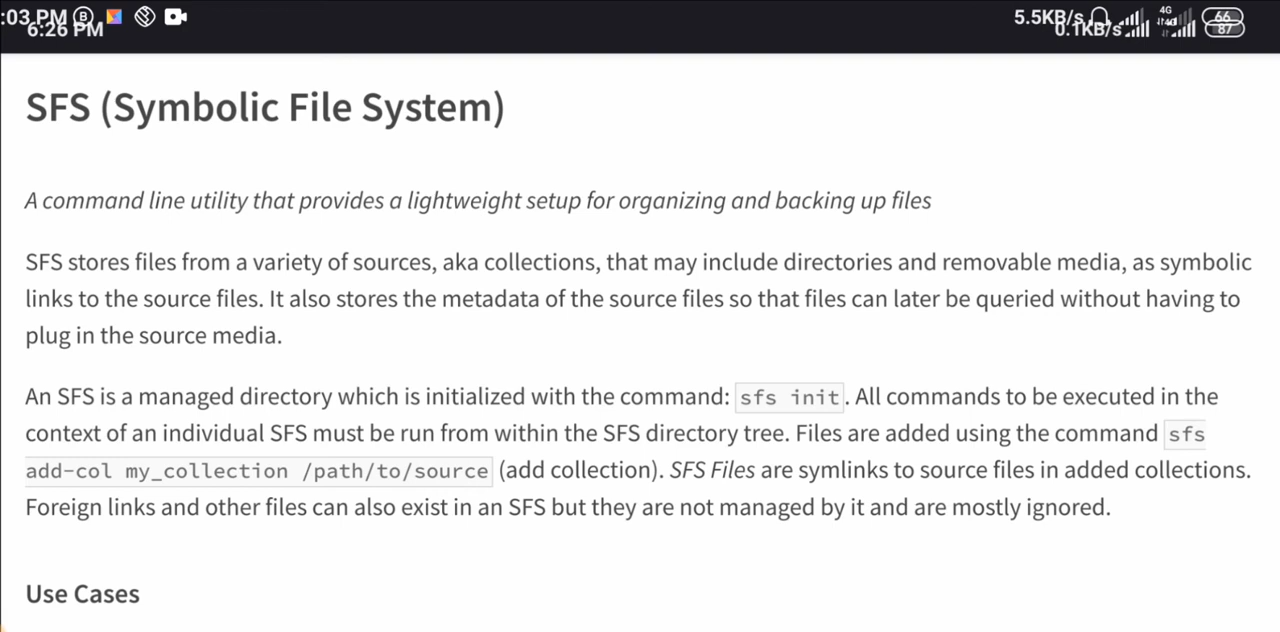 :03 PM
6:26 PM
5.5KB/s 4G 66
0.1KB/s 4G 87
SFS (Symbolic File System)
A command line utility that provides a lightweight setup for organizing and backing up files
SFS stores files from a variety of sources, aka collections, that may include directories and removable media, as symbolic
links to the source files. It also stores the metadata of the source files so that files can later be queried without having to
plug in the source media.
An SFS is a managed directory which is initialized with the command: sfs init. All commands to be executed in the
context of an individual SFS must be run from within the SFS directory tree. Files are added using the command sfs
add-col my_collection /path/to/source (add collection). SFS Files are symlinks to source files in added collections.
Foreign links and other files can also exist in an SFS but they are not managed by it and are mostly ignored.
Use Cases